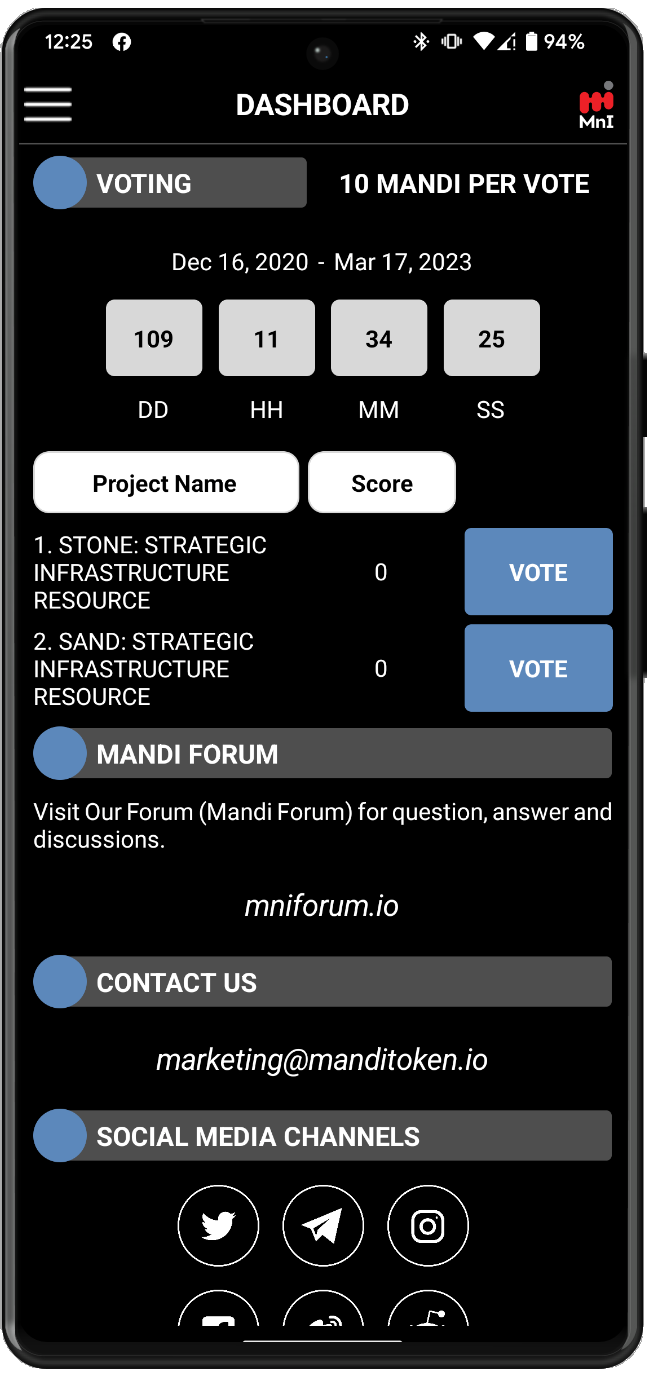 12:25 94%
DASHBOARD
MnI
VOTING
10 MANDI PER VOTE
Dec 16, 2020 - Mar 17, 2023
109 11 34 25
DD HH MM SS
Project Name Score
1. STONE: STRATEGIC
INFRASTRUCTURE
RESOURCE
0 VOTE
2. SAND: STRATEGIC
INFRASTRUCTURE
RESOURCE
0 VOTE
MANDI FORUM
Visit Our Forum (Mandi Forum) for question, answer and
discussions.
mniforum.io
CONTACT US
marketing@manditoken.io
SOCIAL MEDIA CHANNELS